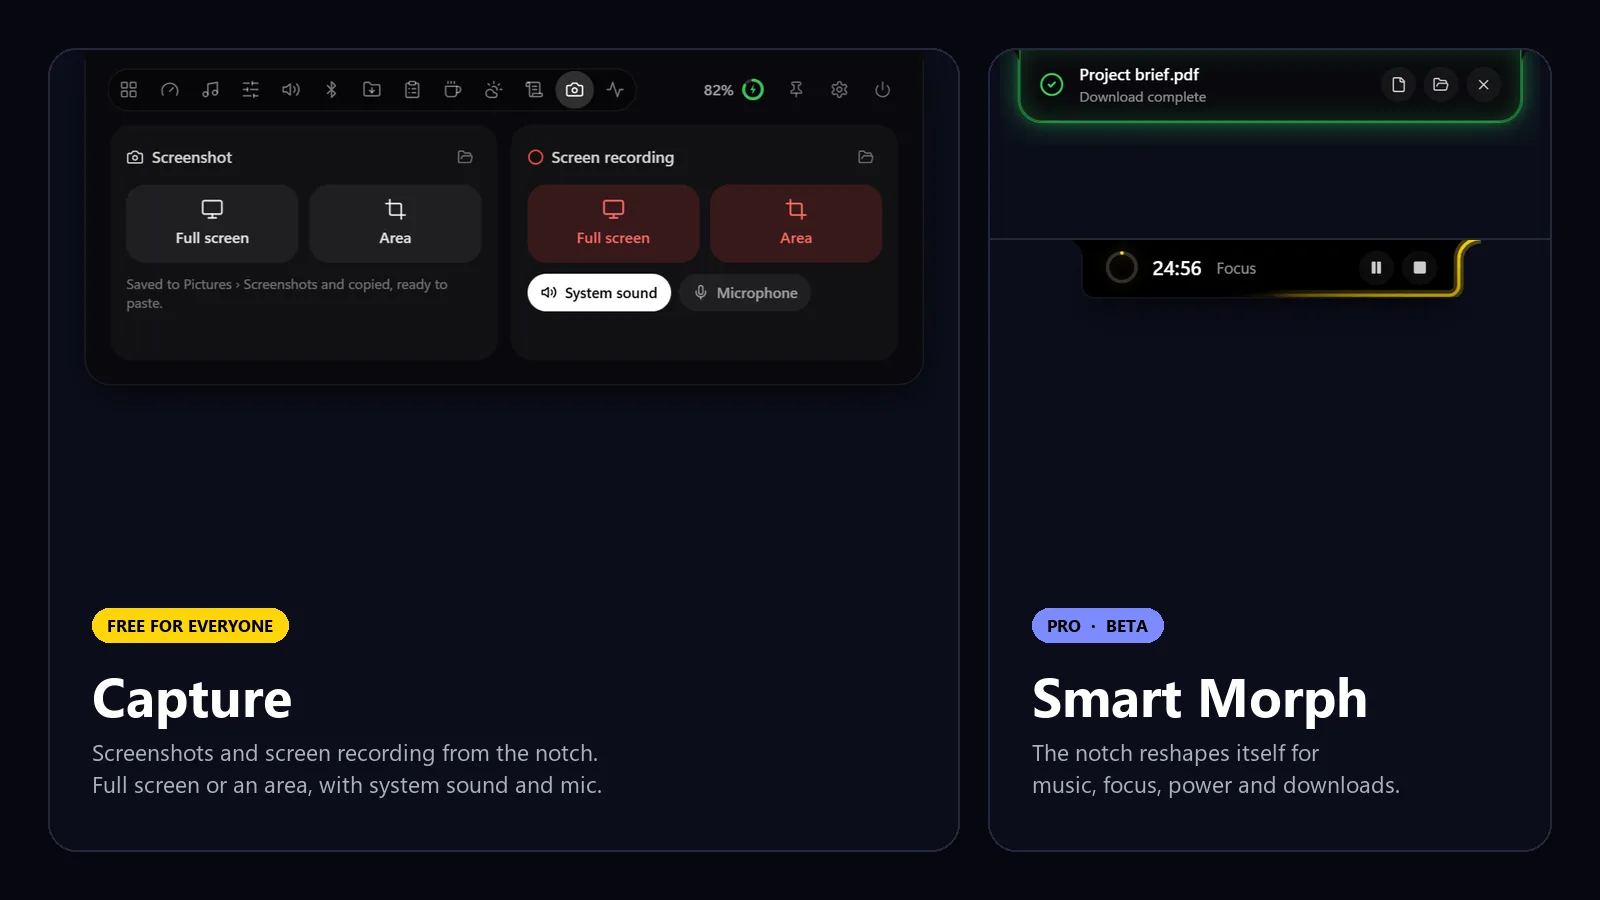 82%
Screenshot
Full screen
Area
Saved to Pictures › Screenshots and copied, ready to
paste.
Screen recording
Full screen
Area
System sound
Microphone
FREE FOR EVERYONE
Capture
Screenshots and screen recording from the notch.
Full screen or an area, with system sound and mic.
Project brief.pdf
Download complete
24:56 Focus
PRO · BETA
Smart Morph
The notch reshapes itself for
music, focus, power and downloads.